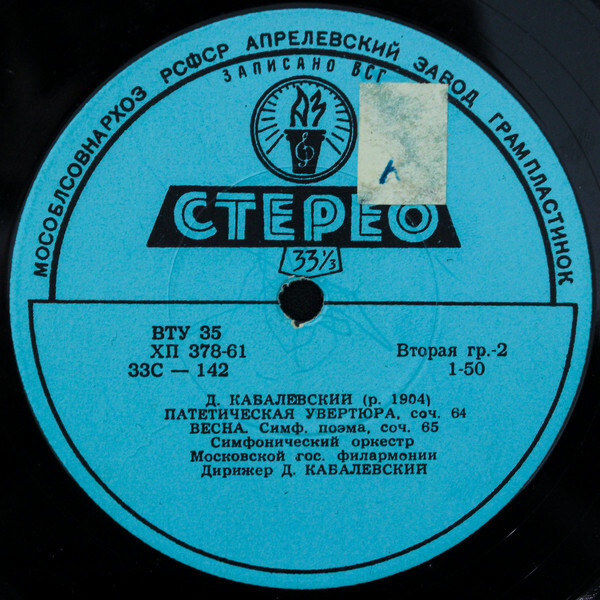 МОСОБЛСОВНАРХОЗ РСФСР АПРЕЛЕВСКИЙ ЗАВОД ГРАМПЛАСТИНОК
ЗАПИСАНО ВСГ
АЗ
СТЕРЕО
33⅓
ВТУ 35
ХП 378-61
Вторая гр.-2
33С — 142
1-50
Д. КАБАЛЕВСКИЙ (р. 1904)
ПАТЕТИЧЕСКАЯ УВЕРТЮРА, соч. 64
ВЕСНА. Симф. поэма, соч. 65
Симфонический оркестр
Московской гос. филармонии
Дирижер Д. КАБАЛЕВСКИЙ